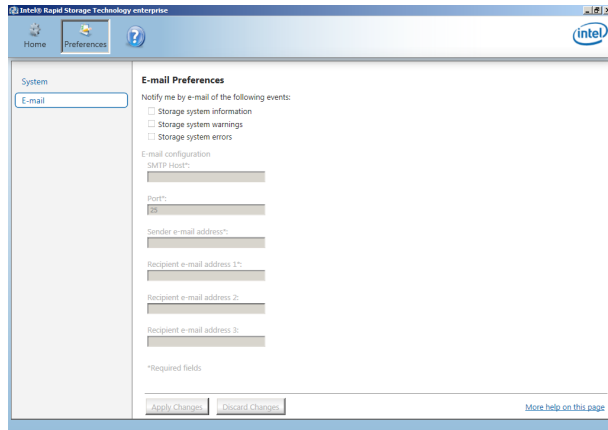 Intel® Rapid Storage Technology enterprise
Home
Preferences
?
intel
System
E-mail
E-mail Preferences
Notify me by e-mail of the following events:
Storage system information
Storage system warnings
Storage system errors
E-mail configuration
SMTP Host*:
Port*:
25
Sender e-mail address*:
Recipient e-mail address 1*:
Recipient e-mail address 2:
Recipient e-mail address 3:
*Required fields
Apply Changes Discard Changes More help on this page